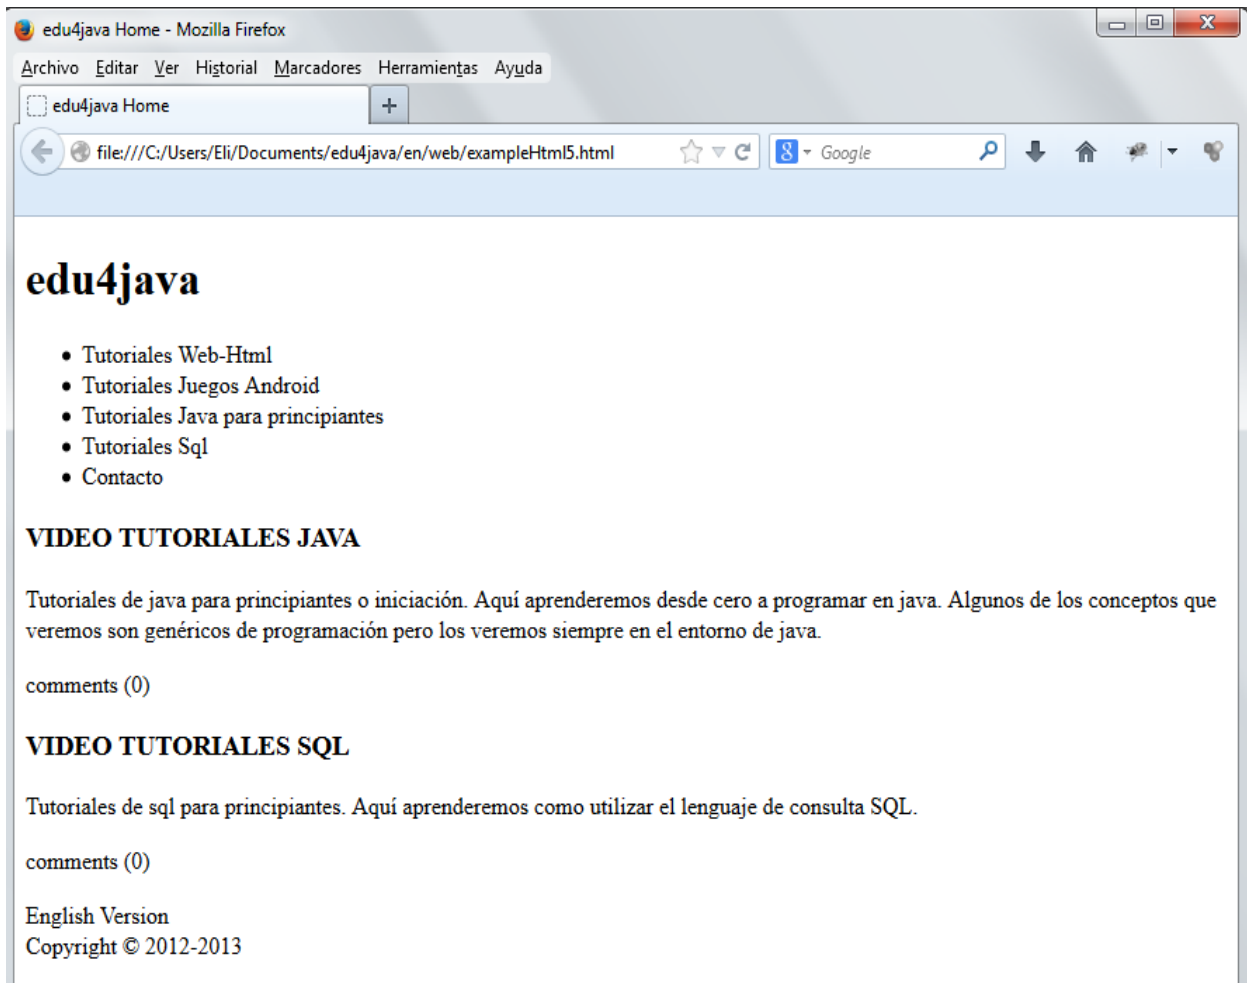 edu4java Home - Mozilla Firefox
Archivo Editar Ver Historial Marcadores Herramientas Ayuda
edu4java Home
file:///C:/Users/Eli/Documents/edu4java/en/web/exampleHtml5.html
Google
edu4java
Tutoriales Web-Html
Tutoriales Juegos Android
Tutoriales Java para principiantes
Tutoriales Sql
Contacto
VIDEO TUTORIALES JAVA
Tutoriales de java para principiantes o iniciación. Aquí aprenderemos desde cero a programar en java. Algunos de los conceptos que
veremos son genéricos de programación pero los veremos siempre en el entorno de java.
comments (0)
VIDEO TUTORIALES SQL
Tutoriales de sql para principiantes. Aquí aprenderemos como utilizar el lenguaje de consulta SQL.
comments (0)
English Version
Copyright © 2012-2013